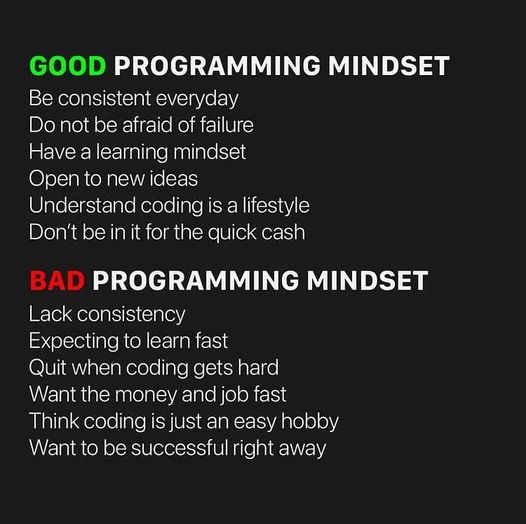 GOOD PROGRAMMING MINDSET
Be consistent everyday
Do not be afraid of failure
Have a learning mindset
Open to new ideas
Understand coding is a lifestyle
Don't be in it for the quick cash
BAD PROGRAMMING MINDSET
Lack consistency
Expecting to learn fast
Quit when coding gets hard
Want the money and job fast
Think coding is just an easy hobby
Want to be successful right away